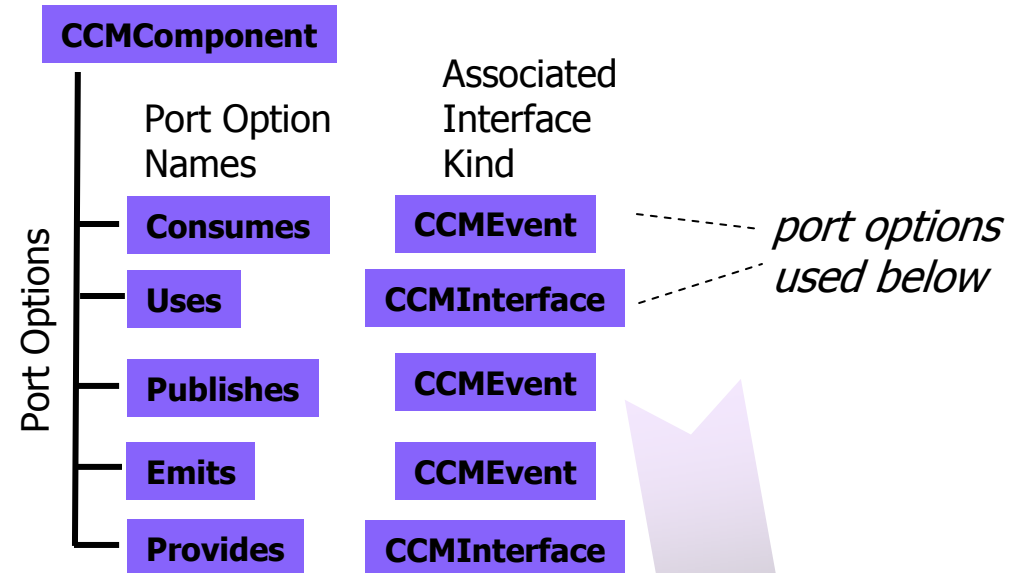 CCMComponent
Port Option
Names
Associated
Interface
Kind
Port Options
Consumes
CCMEvent
port options
used below
Uses
CCMInterface
Publishes
CCMEvent
Emits
CCMEvent
Provides
CCMInterface